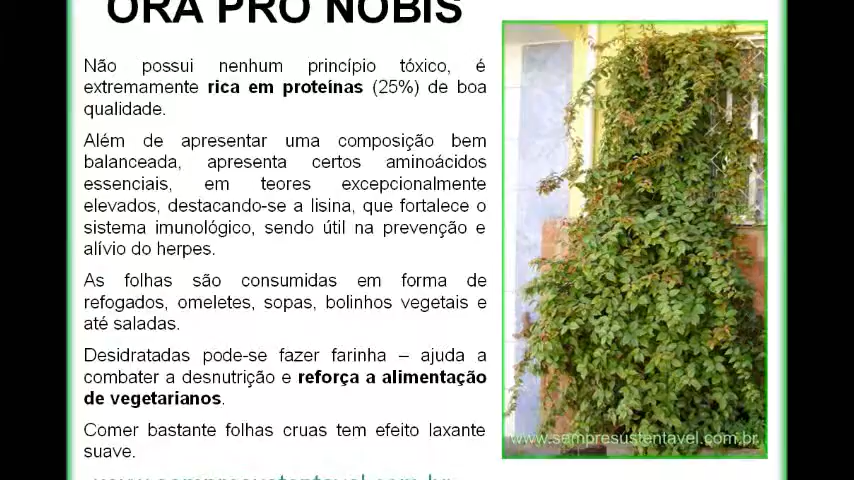 ORA PRO NOBIS
Não possui nenhum princípio tóxico, é
extremamente rica em proteínas (25%) de boa
qualidade.
Além de apresentar uma composição bem
balanceada, apresenta certos aminoácidos
essenciais, em teores excepcionalmente
elevados, destacando-se a lisina, que fortalece o
sistema imunológico, sendo útil na prevenção e
alívio do herpes.
As folhas são consumidas em forma de
refogados, omeletes, sopas, bolinhos vegetais e
até saladas.
Desidratadas pode-se fazer farinha – ajuda a
combater a desnutrição e reforça a alimentação
de vegetarianos.
Comer bastante folhas cruas tem efeito laxante
suave.
www.sempresustentavel.com.br
www.sempresustentavel.com.br